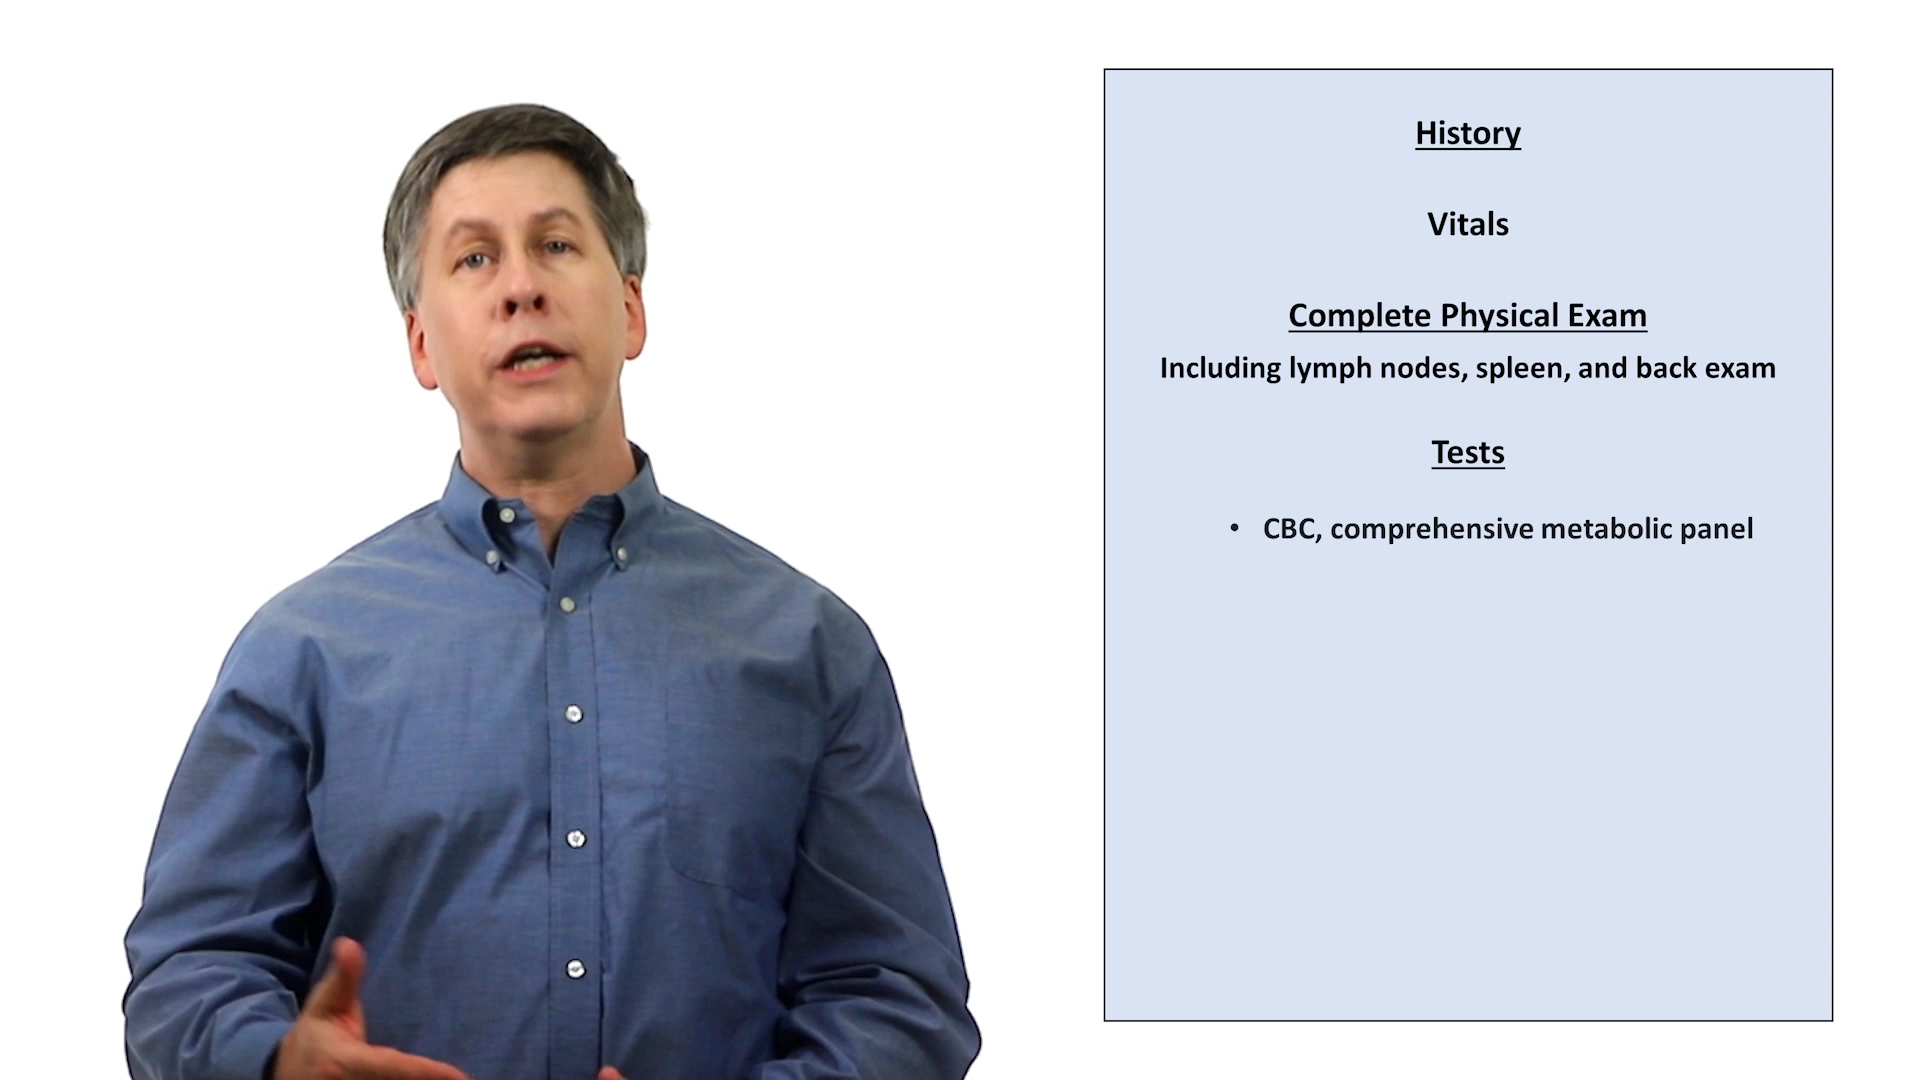 History
Vitals
Complete Physical Exam
Including lymph nodes, spleen, and back exam
Tests
• CBC, comprehensive metabolic panel